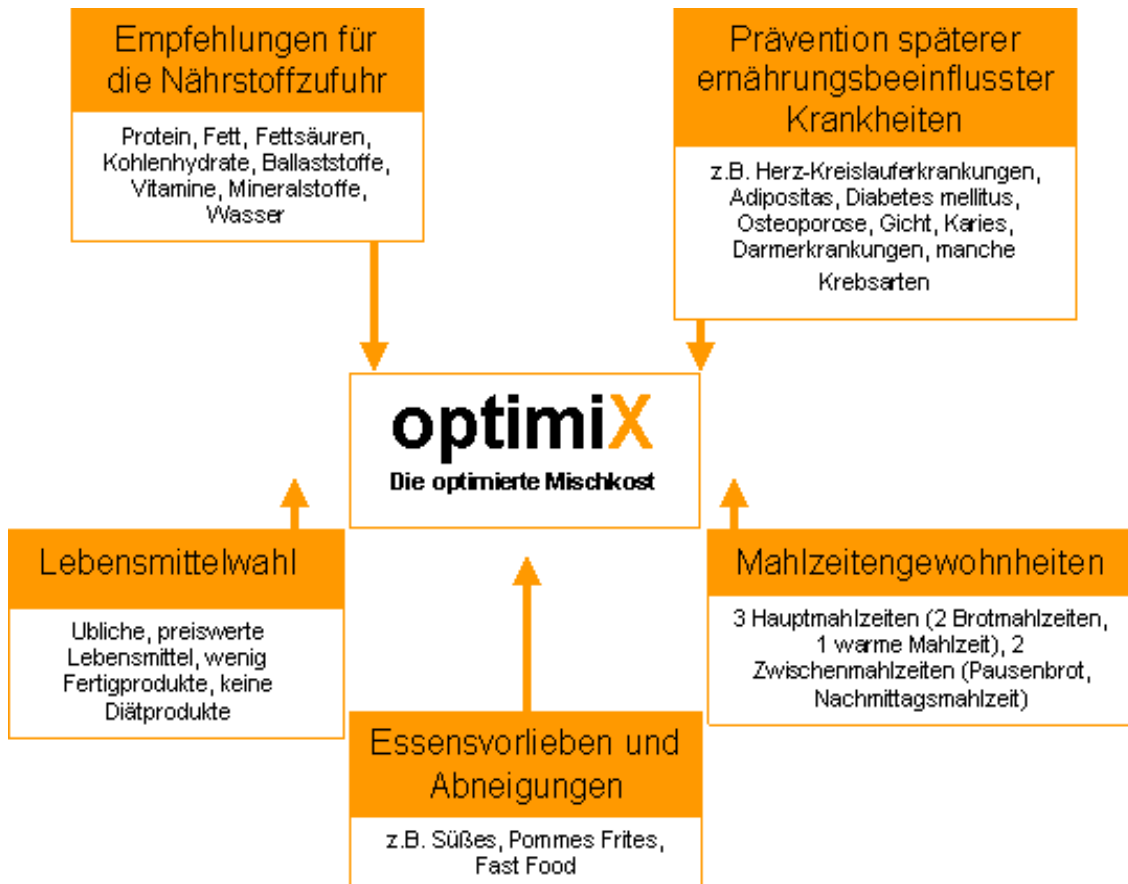 Empfehlungen für
die Nährstoffzufuhr
Protein, Fett, Fettsäuren,
Kohlenhydrate, Ballaststoffe,
Vitamine, Mineralstoffe,
Wasser
Prävention späterer
ernährungsbeeinflusster
Krankheiten
z.B. Herz-Kreislauferkrankungen,
Adipositas, Diabetes mellitus,
Osteoporose, Gicht, Karies,
Darmerkrankungen, manche
Krebsarten
optimiX
Die optimierte Mischkost
Lebensmittelwahl
Ubliche, preiswerte
Lebensmittel, wenig
Fertigprodukte, keine
Diätprodukte
Mahlzeitengewohnheiten
3 Hauptmahlzeiten (2 Brotmahlzeiten,
1 warme Mahlzeit), 2
Zwischenmahlzeiten (Pausenbrot,
Nachmittagsmahlzeit)
Essensvorlieben und
Abneigungen
z.B. Süßes, Pommes Frites,
Fast Food